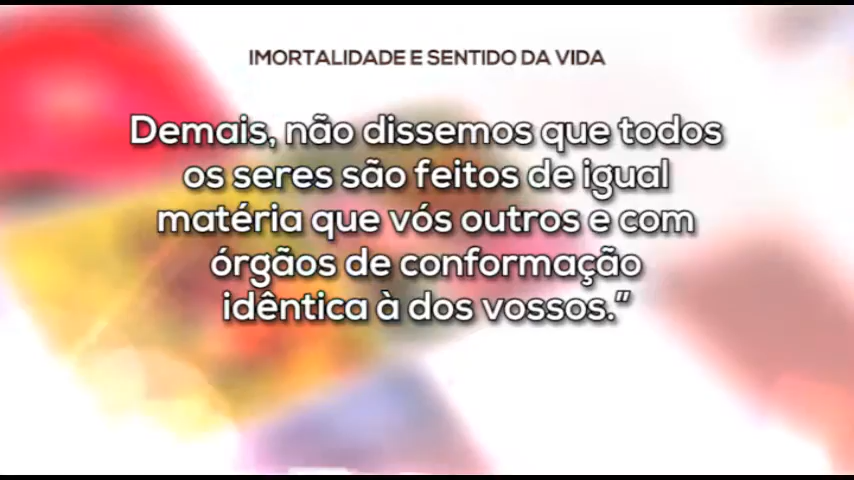 IMORTALIDADE E SENTIDO DA VIDA
Demais, não dissemos que todos
os seres são feitos de igual
matéria que vós outros e com
órgãos de conformação
idêntica à dos vossos.”